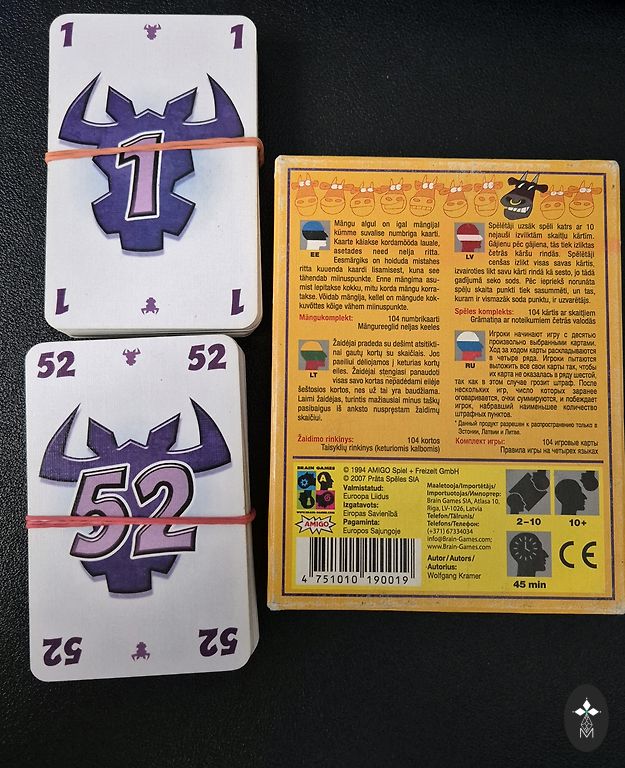 1 1
1
1 1
52 52
52
52 52
EE
Mängu algul on igal mängijal
kümme suvalise numbriga kaarti.
Kaarte käiakse kordamööda lauale,
asetades need nelja ritta.
Eesmärgiks on hoiduda mistahes
ritta kuuenda kaardi lisamisest, kuna see
tähendab miinuspunkte. Enne mängima asu-
mist lepitakse kokku, mitu korda mängu korra-
takse. Võidab mängija, kellel on mängude kok-
kuvõttes kõige vähem miinuspunkte.
Mängukomplekt: 104 numbrikaarti
Mängureeglid neljas keeles
LV
Spēlētāji uzsāk spēli katrs ar 10
nejauši izvilktām skaitļu kārtīm.
Gājienu pēc gājiena, tās tiek izliktas
četrās kāršu rindās. Spēlētāji
cenšas izlikt visas savas kārtis,
izvairoties likt savu kārti rindā kā sesto, jo tādā
gadījumā seko sods. Pēc iepriekš norunāta
spēļu skaita punkti tiek sasummēti, un tas,
kuram ir vismazāk soda punktu, ir uzvarētājs.
Spēles komplekts: 104 kārtis ar skaitļiem
Grāmatiņa ar noteikumiem četrās valodās
LT
Žaidėjai pradeda su dešimt atsitikti-
nai gautų kortų su skaičiais. Jos
paeiliui dėliojamos į keturias kortų
eiles. Žaidėjai stengiasi panaudoti
visas savo kortas nepadėdami eilėje
šeštosios kortos, nes už tai yra baudžiama.
Laimi žaidėjas, turintis mažiausiai minus taškų
pasibaigus iš anksto nuspręstam žaidimų
skaičiui.
Žaidimo rinkinys: 104 kortos
Taisyklių rinkinys (keturiomis kalbomis)
RU
Игроки начинают игру с десятью
произвольно выбранными картами.
Ход за ходом карты раскладываются
в четыре ряда. Игроки пытаются
выложить все свои карты так, чтобы
их карта не оказалась в ряду шестой,
так как в этом случае грозит штраф. После
нескольких игр, число которых заранее
оговаривается, очки суммируются, и побеждает
игрок, набравший наименьшее количество
штрафных пунктов.
* Данный продукт разрешен к распространению только в
Эстонии, Латвии и Литве.
Комплект игры: 104 игровые карты
Правила игры на четырех языках
BRAIN GAMES
WWW.BRAIN-GAMES.COM
AMIGO
© 1994 AMIGO Spiel + Freizeit GmbH
© 2007 Prāta Spēles SIA
Valmistatud:
Euroopa Liidus
Izgatavots:
Eiropas Savienībā
Pagaminta:
Europos Sąjungoje
Maaletooja/Importētājs/
Importuotojas/Импортер:
Brain Games SIA, Atlasa 10,
Riga, LV-1026, Latvia
Telefon/Tālrunis/
Telefons/Телефон:
(+371) 67334034
info@Brain-Games.com;
www.Brain-Games.com
Autor/Autors/
Autorius:
Wolfgang Kramer
2–10
10+
45 min
CE
4 751010 190019
M